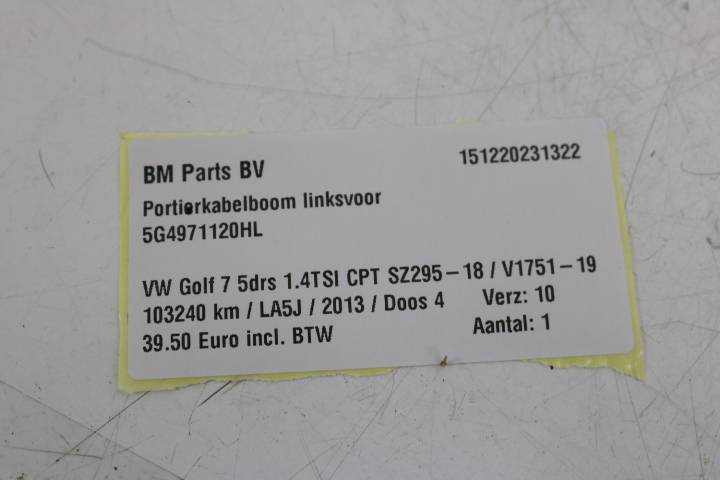 BM Parts BV 151220231322
Portierkabelboom linksvoor
5G4971120HL
VW Golf 7 5drs 1.4TSI CPT SZ295-18 / V1751-19
103240 km / LA5J / 2013 / Doos 4 Verz: 10
39.50 Euro incl. BTW Aantal: 1